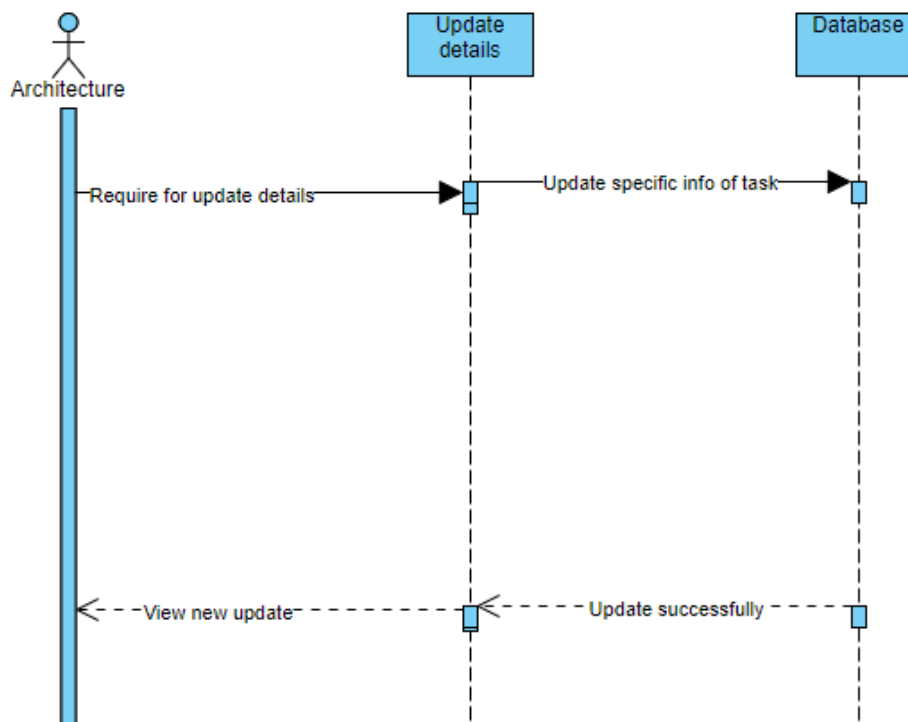 Update
details
Database
Architecture
Require for update details
Update specific info of task
View new update
Update successfully